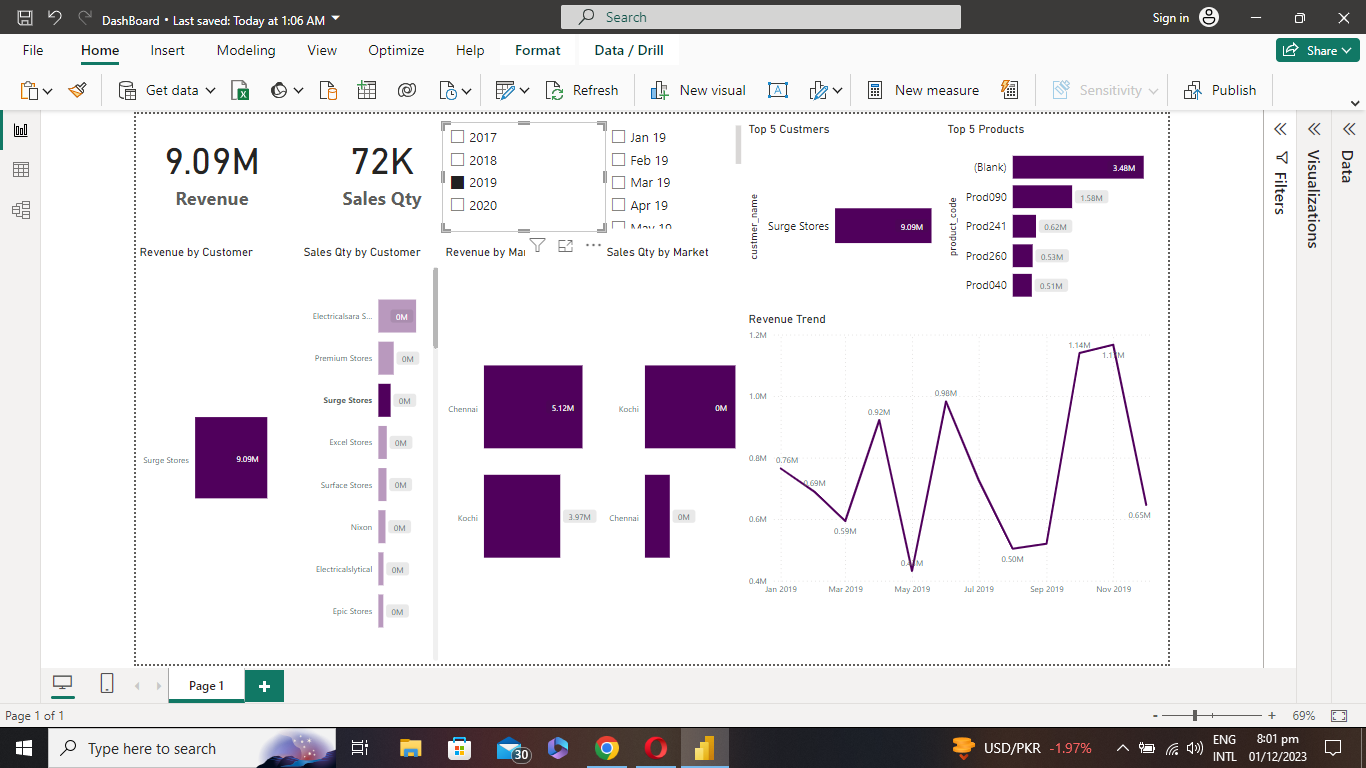 DashBoard • Last saved: Today at 1:06 AM
Search
Sign in
File Home Insert Modeling View Optimize Help Format Data / Drill
Share
Get data
Refresh
New visual
New measure
Sensitivity
Publish
9.09M
Revenue
72K
Sales Qty
2017
2018
2019
2020
Jan 19
Feb 19
Mar 19
Apr 19
May 19
Top 5 Custmers
custmer_name
Surge Stores 9.09M
Top 5 Products
product_code
(Blank) 3.48M
Prod090 1.58M
Prod241 0.62M
Prod260 0.53M
Prod040 0.51M
Filters
Visualizations
Data
Revenue by Customer
Surge Stores 9.09M
Sales Qty by Customer
Electricalsara S... 0M
Premium Stores 0M
Surge Stores 0M
Excel Stores 0M
Surface Stores 0M
Nixon 0M
Electricalslytical 0M
Epic Stores 0M
Revenue by Mar
Chennai 5.12M
Kochi 3.97M
Sales Qty by Market
Kochi 0M
Chennai 0M
Revenue Trend
1.2M
1.0M
0.8M
0.6M
0.4M
0.76M
0.69M
0.59M
0.92M
0.98M
0.50M
1.14M
0.65M
Jan 2019 Mar 2019 May 2019 Jul 2019 Sep 2019 Nov 2019
Page 1
Page 1 of 1
- + 69%
Type here to search
30
USD/PKR -1.97%
ENG
INTL
8:01 pm
01/12/2023